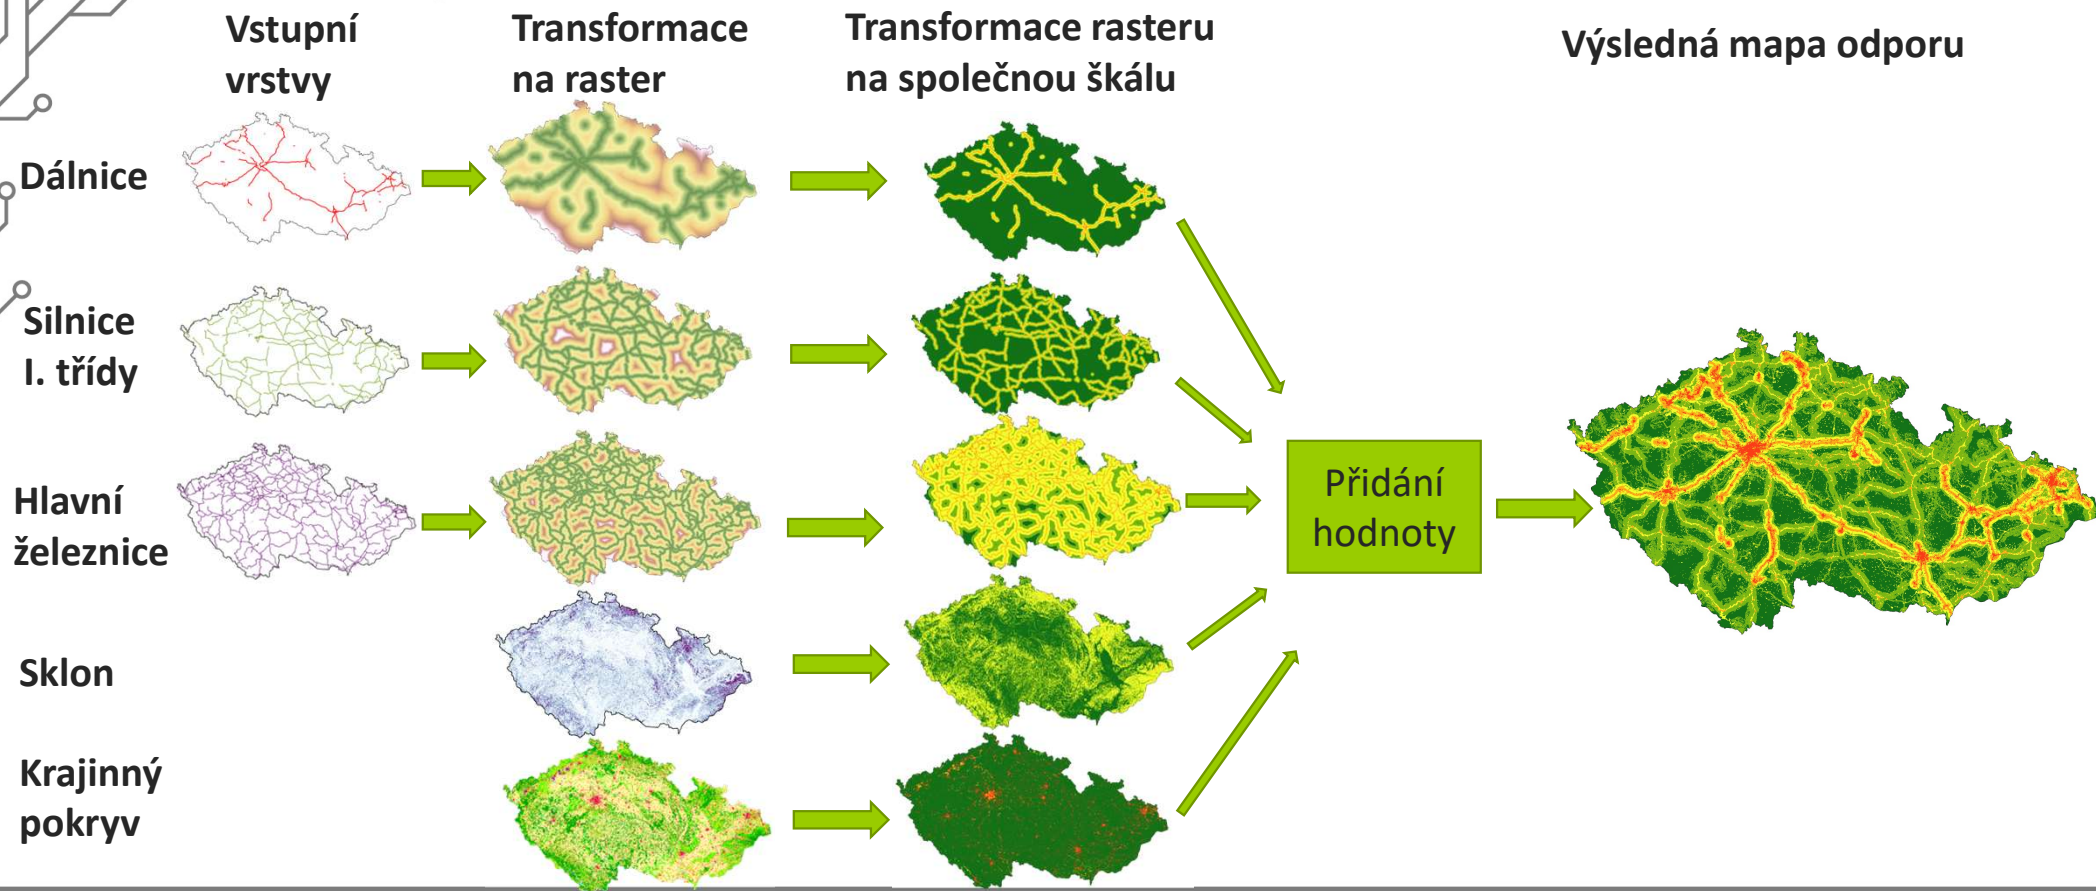 Vstupní
vrstvy
Transformace
na raster
Transformace rasteru
na společnou škálu
Výsledná mapa odporu
Dálnice
Silnice
I. třídy
Hlavní
železnice
Přidání
hodnoty
Sklon
Krajinný
pokryv